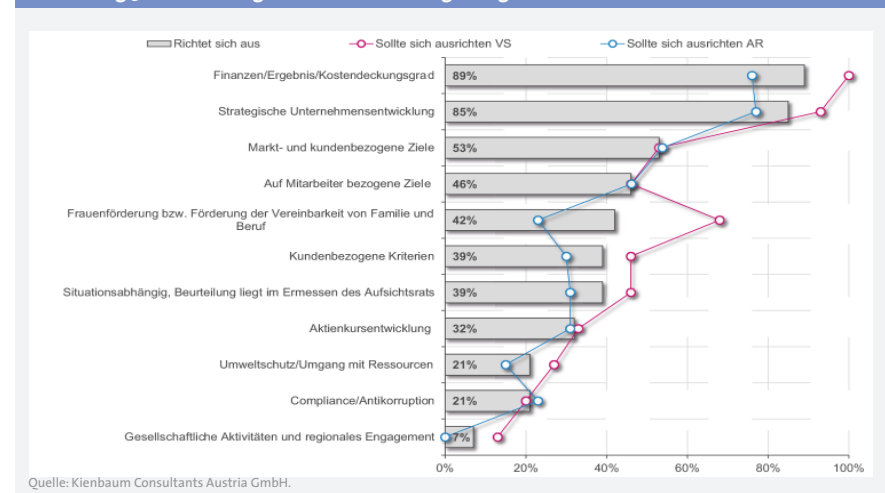 Richtet sich aus
Sollte sich ausrichten VS
Sollte sich ausrichten AR
Finanzen/Ergebnis/Kostendeckungsgrad 89%
Strategische Unternehmensentwicklung 85%
Markt- und kundenbezogene Ziele 53%
Auf Mitarbeiter bezogene Ziele 46%
Frauenförderung bzw. Förderung der Vereinbarkeit von Familie und
Beruf 42%
Kundenbezogene Kriterien 39%
Situationsabhängig, Beurteilung liegt im Ermessen des Aufsichtsrats 39%
Aktienkursentwicklung 32%
Umweltschutz/Umgang mit Ressourcen 21%
Compliance/Antikorruption 21%
Gesellschaftliche Aktivitäten und regionales Engagement 7%
0% 20% 40% 60% 80% 100%
Quelle: Kienbaum Consultants Austria GmbH.